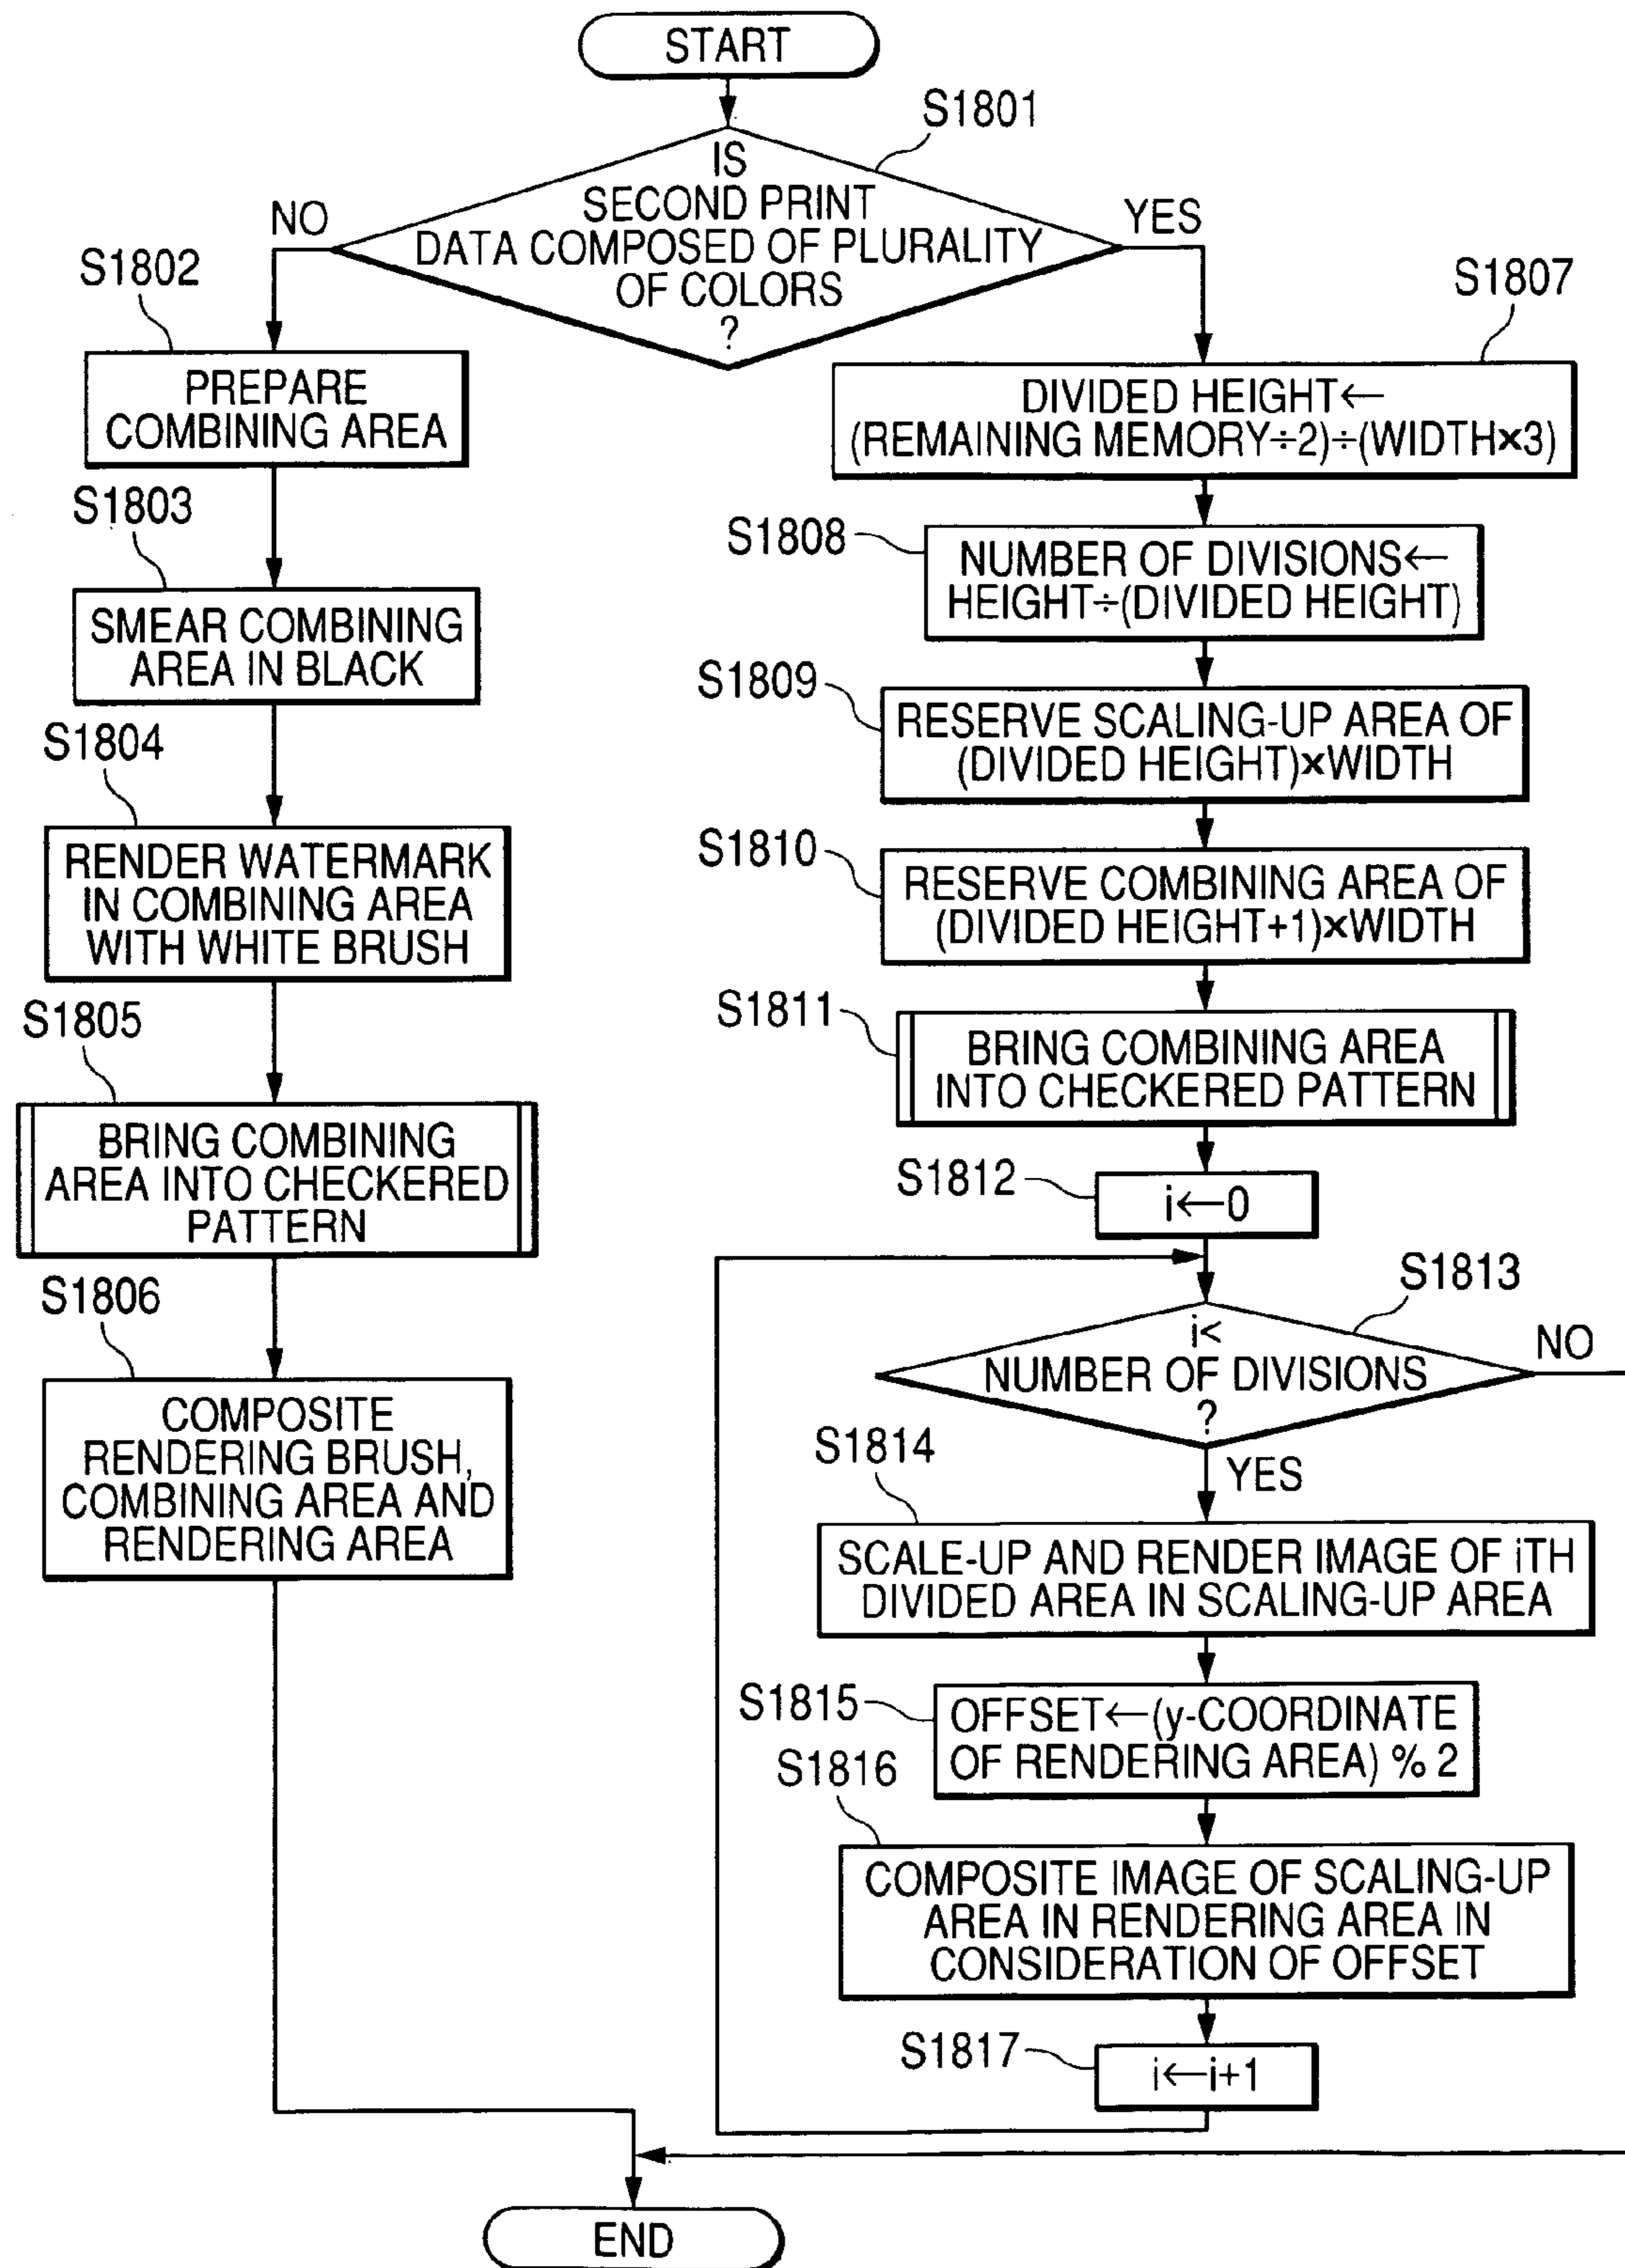 START
S1801
IS
SECOND PRINT
DATA COMPOSED OF PLURALITY
OF COLORS
?
NO
YES
S1802
PREPARE
COMBINING AREA
S1803
SMEAR COMBINING
AREA IN BLACK
S1804
RENDER WATERMARK
IN COMBINING AREA
WITH WHITE BRUSH
S1805
BRING COMBINING
AREA INTO CHECKERED
PATTERN
S1806
COMPOSITE
RENDERING BRUSH,
COMBINING AREA AND
RENDERING AREA
S1807
DIVIDED HEIGHT←
(REMAINING MEMORY÷2)÷(WIDTH×3)
S1808
NUMBER OF DIVISIONS←
HEIGHT÷(DIVIDED HEIGHT)
S1809
RESERVE SCALING-UP AREA OF
(DIVIDED HEIGHT)×WIDTH
S1810
RESERVE COMBINING AREA OF
(DIVIDED HEIGHT+1)×WIDTH
S1811
BRING COMBINING AREA
INTO CHECKERED PATTERN
S1812
i←0
S1813
i<
NUMBER OF DIVISIONS
?
NO
YES
S1814
SCALE-UP AND RENDER IMAGE OF iTH
DIVIDED AREA IN SCALING-UP AREA
S1815
OFFSET←(y-COORDINATE
OF RENDERING AREA) % 2
S1816
COMPOSITE IMAGE OF SCALING-UP
AREA IN RENDERING AREA IN
CONSIDERATION OF OFFSET
S1817
i←i+1
END